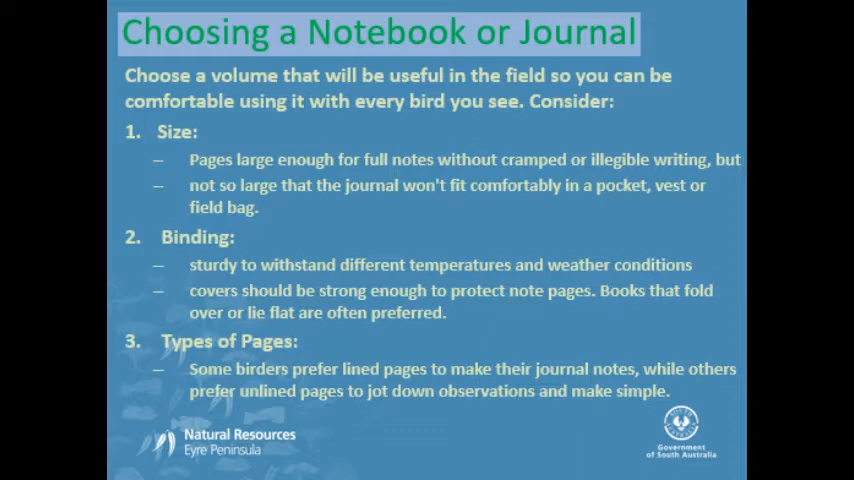 Choosing a Notebook or Journal
Choose a volume that will be useful in the field so you can be
comfortable using it with every bird you see. Consider:
1. Size:
– Pages large enough for full notes without cramped or illegible writing, but
– not so large that the journal won't fit comfortably in a pocket, vest or
field bag.
2. Binding:
– sturdy to withstand different temperatures and weather conditions
– covers should be strong enough to protect note pages. Books that fold
over or lie flat are often preferred.
3. Types of Pages:
– Some birders prefer lined pages to make their journal notes, while others
prefer unlined pages to jot down observations and make simple.
Natural Resources
Eyre Peninsula
Government
of South Australia